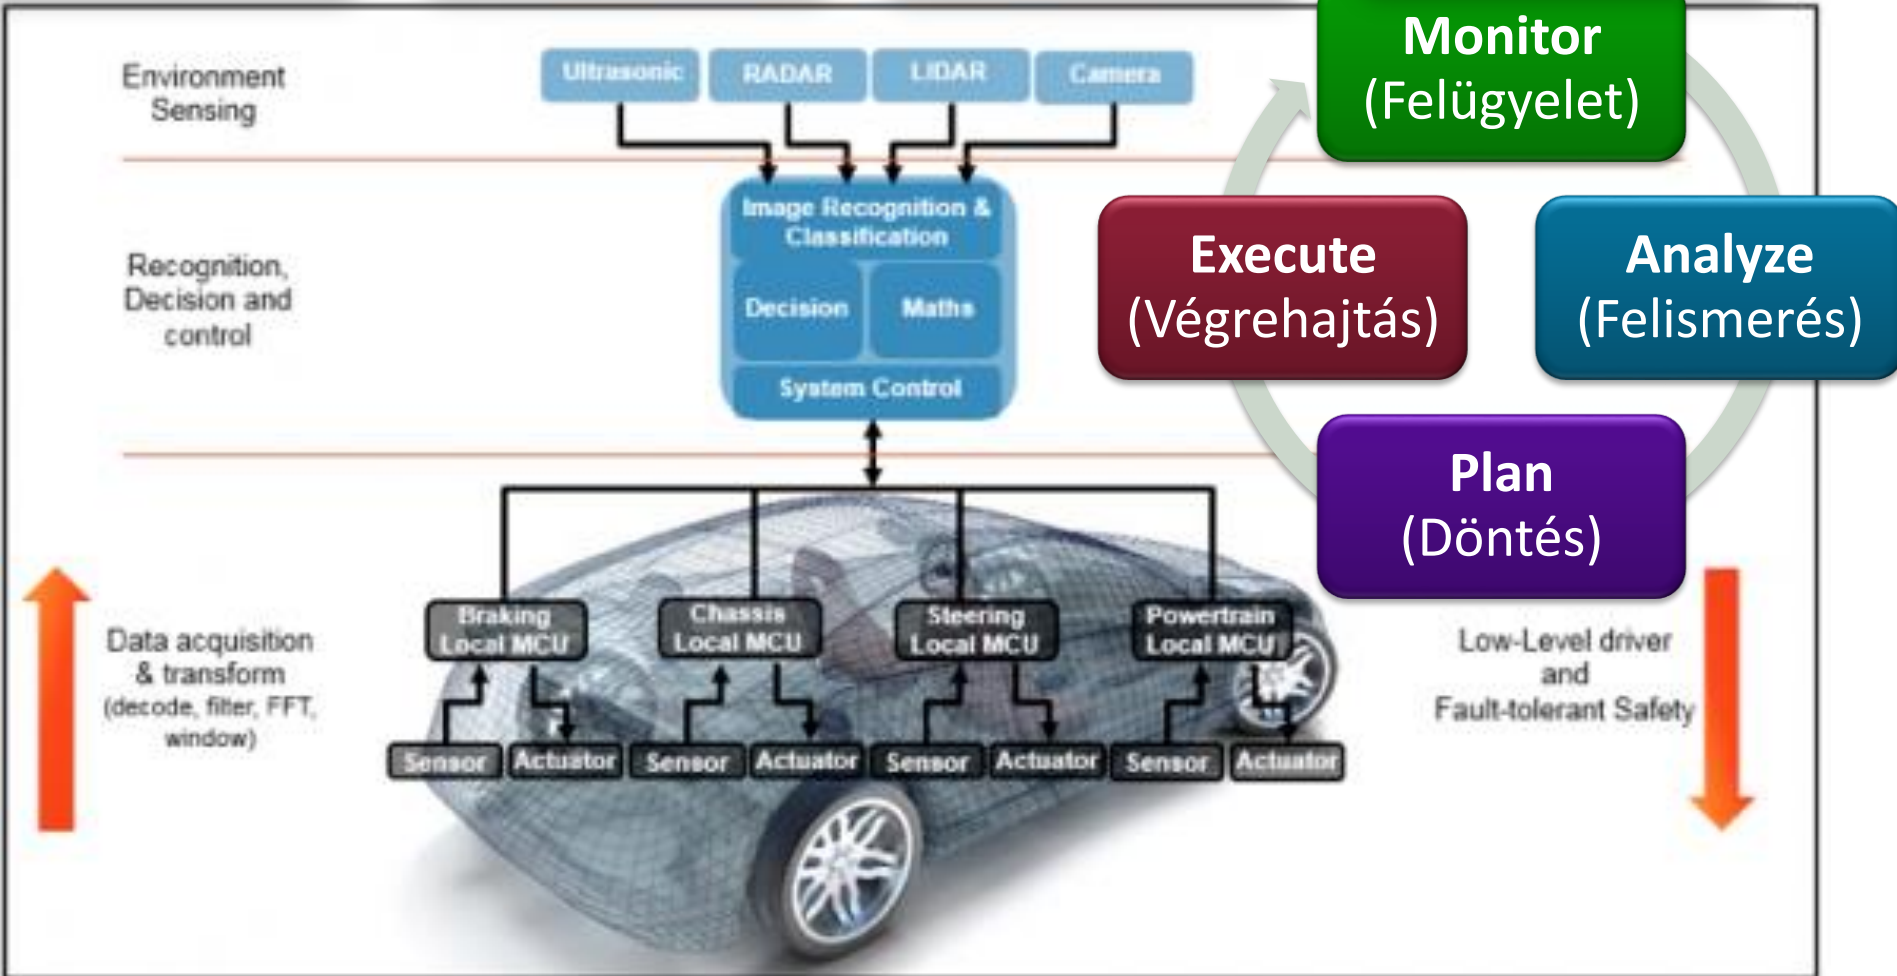 Environment
Sensing
Ultrasonic
RADAR
LIDAR
Camera
Monitor
(Felügyelet)
Execute
(Végrehajtás)
Analyze
(Felismerés)
Plan
(Döntés)
Recognition,
Decision and
control
Image Recognition &
Classification
Decision
Maths
System Control
Data acquisition
& transform
(decode, filter, FFT,
window)
Braking
Local MCU
Chassis
Local MCU
Steering
Local MCU
Powertrain
Local MCU
Sensor
Actuator
Sensor
Actuator
Sensor
Actuator
Sensor
Actuator
Low-Level driver
and
Fault-tolerant Safety